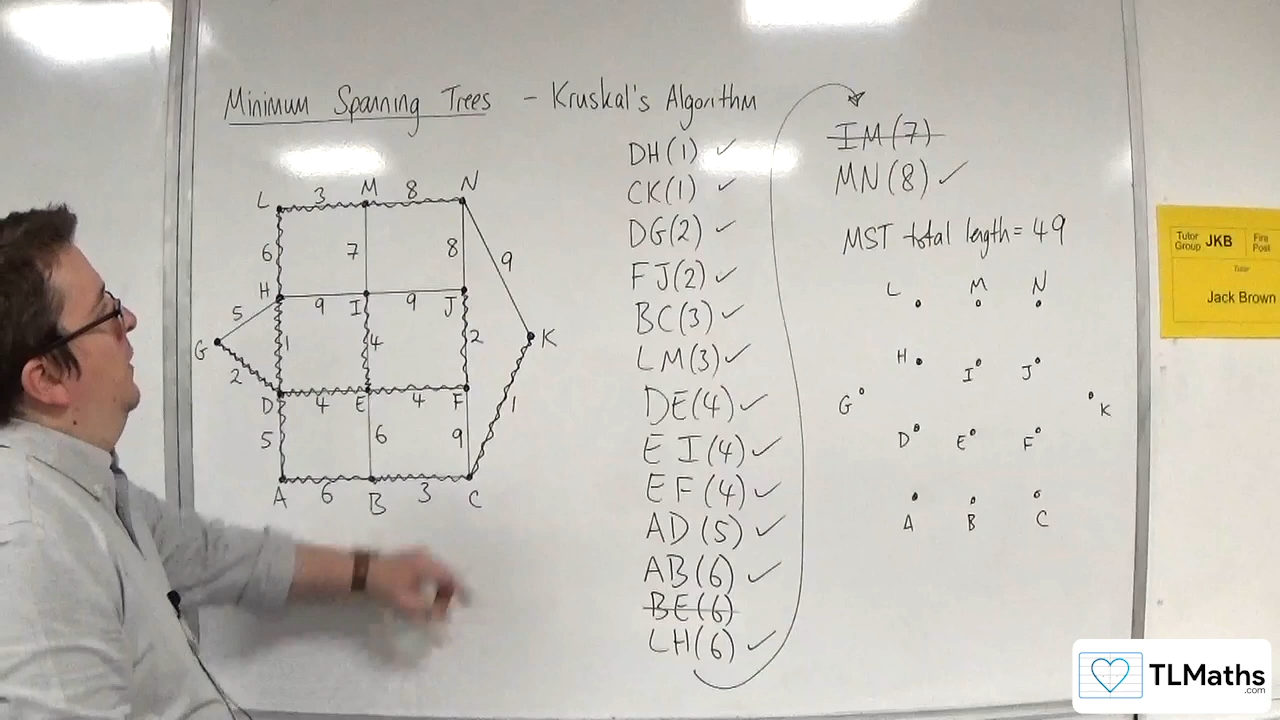 Minimum Spanning Trees - Kruskal's Algorithm
L 3 M 8 N
6 7 8 9
H 9 I 9 J
5 1 4 2 K
G
2
D 4 E 4 F 1
5 6 9
A 6 B 3 C
DH(1) ✓
CK(1) ✓
DG(2) ✓
FJ(2) ✓
BC(3) ✓
LM(3) ✓
DE(4) ✓
EI(4) ✓
EF(4) ✓
AD(5) ✓
AB(6) ✓
BE(6)
LH(6) ✓
IM(7)
MN(8) ✓
MST total length = 49
L M N
H I J
G K
D E F
A B C
Tutor Group JKB
Fire Post
Tutor
Jack Brown
TLMaths
.com